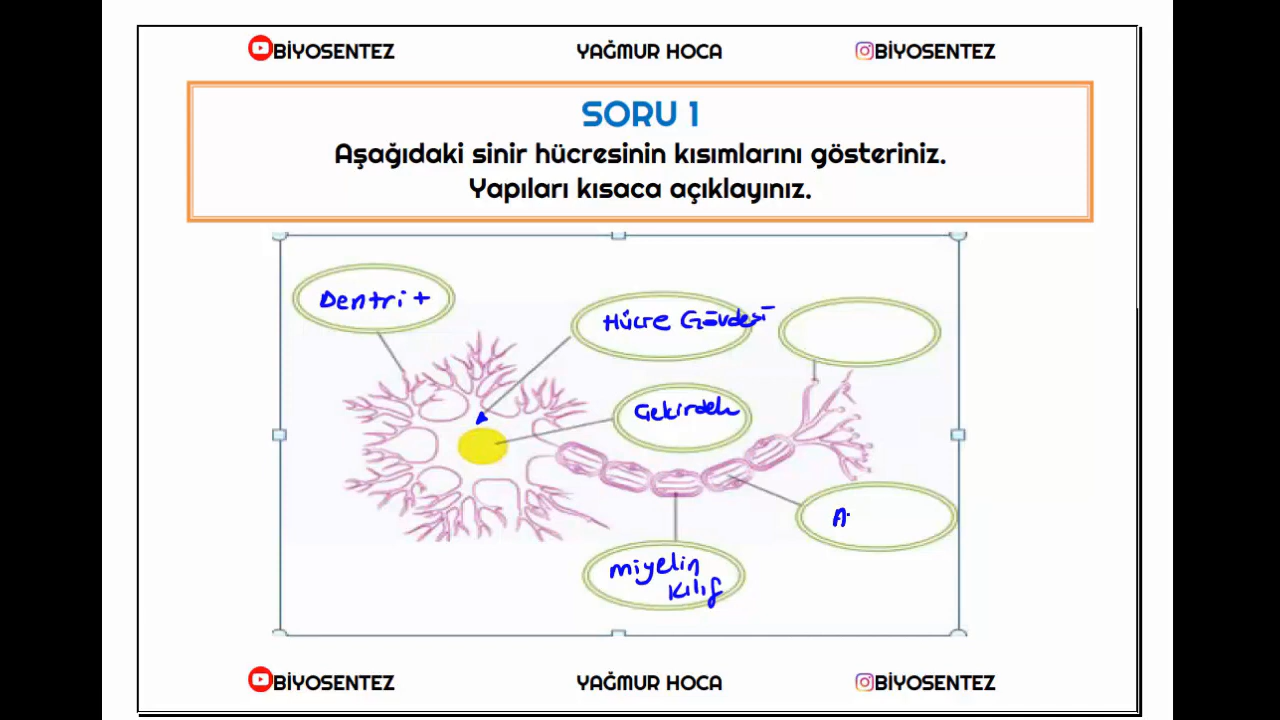 BİYOSENTEZ
YAĞMUR HOCA
BİYOSENTEZ
SORU 1
Aşağıdaki sinir hücresinin kısımlarını gösteriniz.
Yapıları kısaca açıklayınız.
Dentrit
Hücre Gövdesi
Çekirdek
A
miyelin
kılıf
BİYOSENTEZ
YAĞMUR HOCA
BİYOSENTEZ